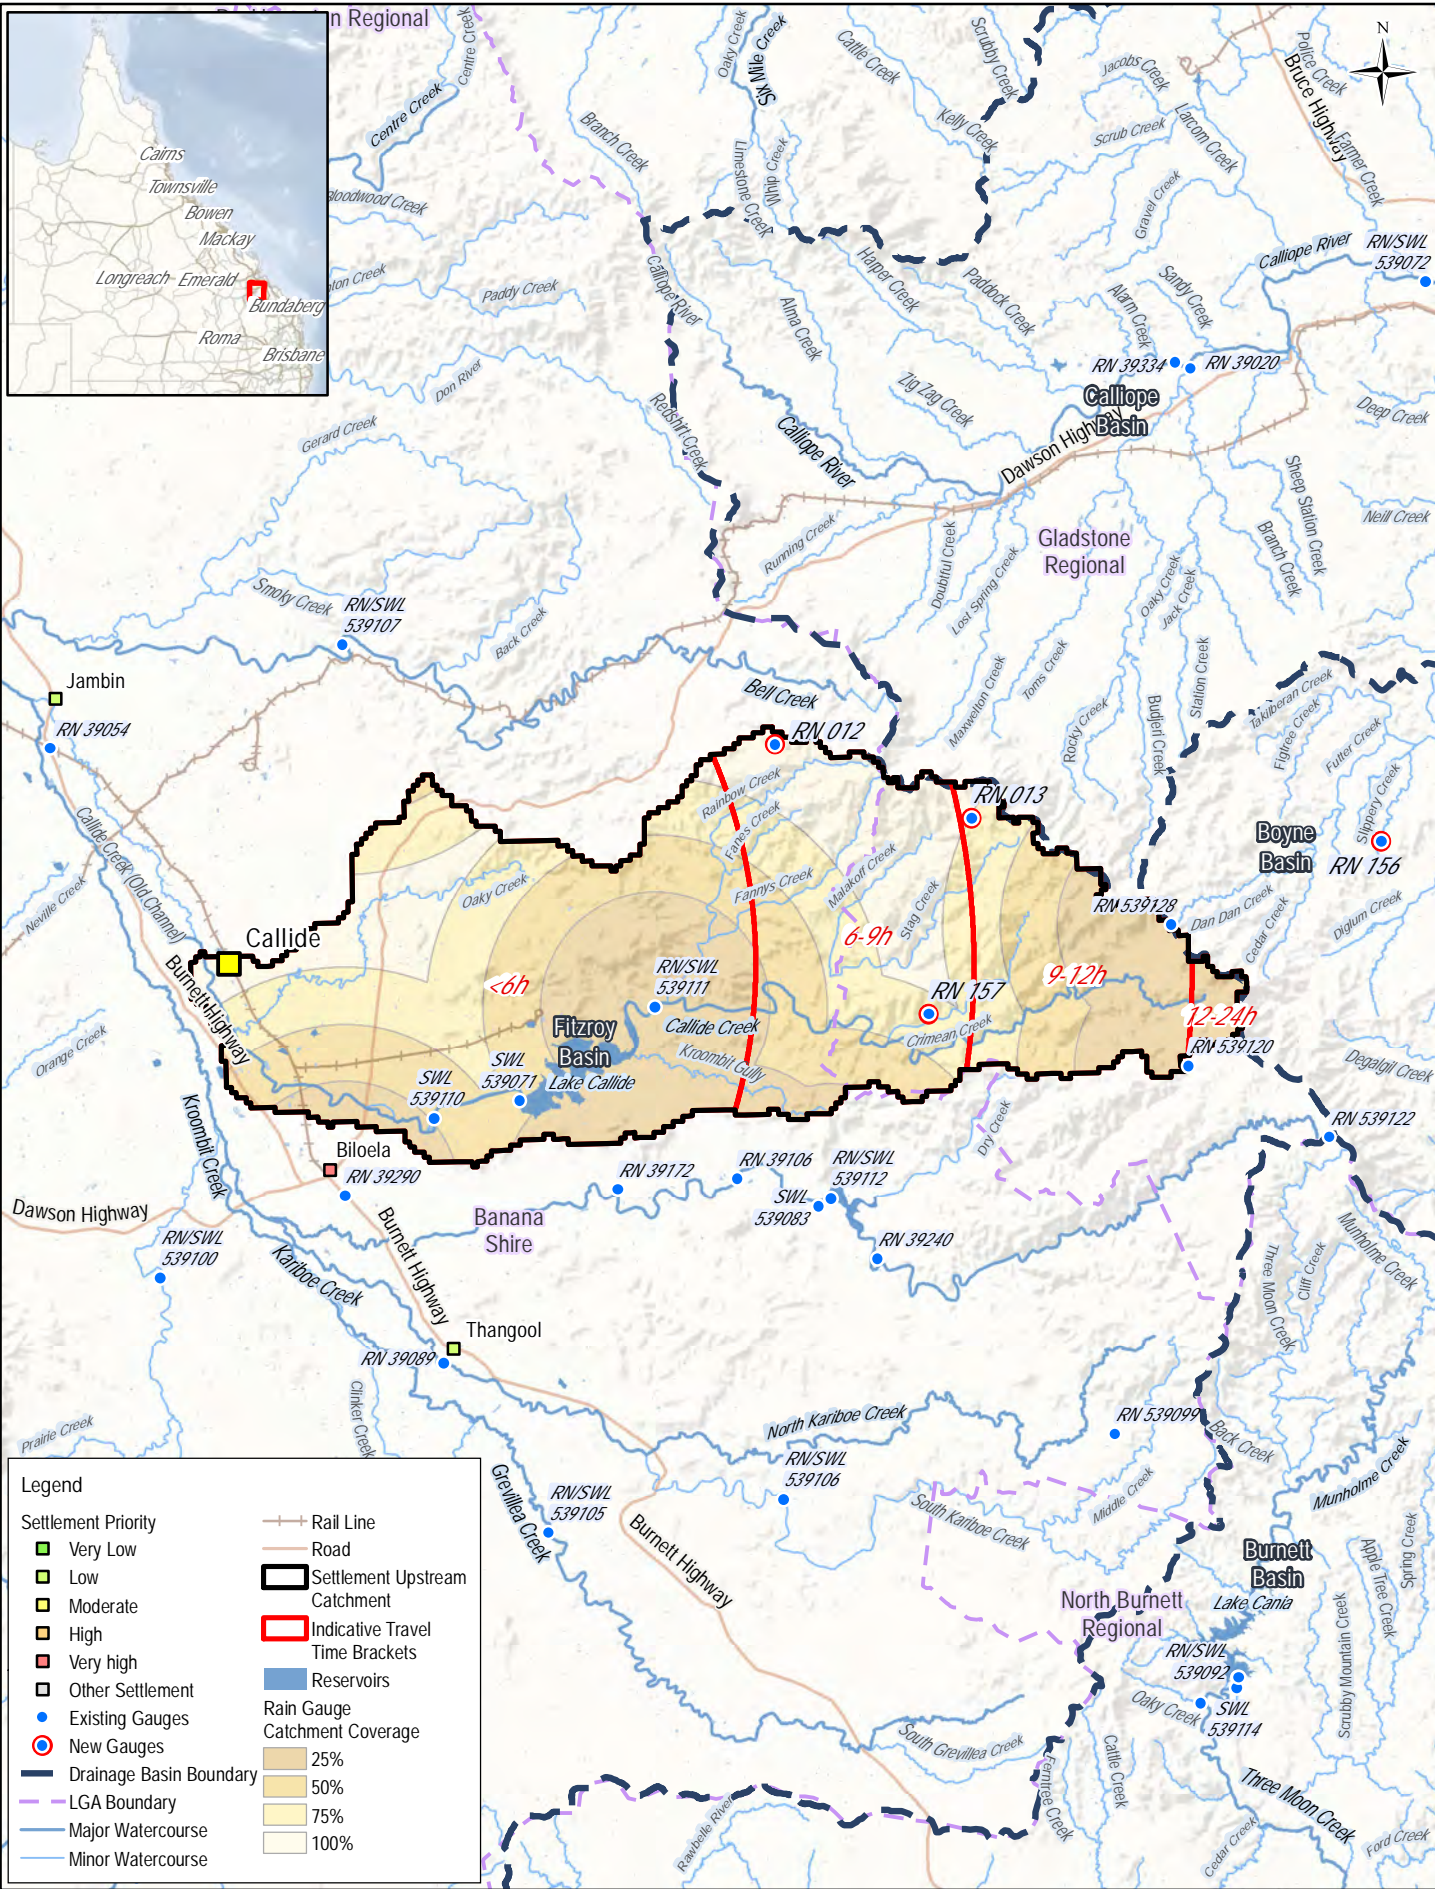 n Regional
Cairns
Townsville
Bowen
Mackay
Longreach
Emerald
Bundaberg
Roma
Brisbane
N
Centre Creek
Centre Creek
Oaky Creek
Six Mile Creek
Cattle Creek
Scrubby Creek
Jacobs Creek
Police Creek
Bruce Highway
Branch Creek
Limestone Creek
Whip Creek
Kelly Creek
Scrub Creek
Larcom Creek
Farmer Creek
Bloodwood Creek
Gravel Creek
Calliope River
RN/SWL
539072
Paddy Creek
Calliope River
Harper Creek
Paddock Creek
Alarm Creek
Sandy Creek
Alma Creek
RN 39334
RN 39020
Don River
Zig Zag Creek
Calliope
Basin
Deep Creek
Gerard Creek
Redshirt Creek
Calliope River
Dawson Highway
Sheep Station Creek
Neill Creek
Branch Creek
Running Creek
Doubtful Creek
Lost Spring Creek
Gladstone
Regional
Oaky Creek
Jack Creek
Smoky Creek
RN/SWL
539107
Back Creek
Maxwelton Creek
Toms Creek
Station Creek
Jambin
Bell Creek
Rocky Creek
Budjeri Creek
Takilberan Creek
Figtree Creek
Futter Creek
RN 39054
RN 012
Rainbow Creek
RN 013
Slippery Creek
Callide Creek (Old Channel)
Fanes Creek
Boyne
Basin
RN 156
Neville Creek
Oaky Creek
Fannys Creek
Malakoff Creek
Stag Creek
RN 539128
Dan Dan Creek
Cedar Creek
Diglum Creek
Callide
6-9h
Burnett Highway
<6h
RN/SWL
539111
9-12h
RN 157
12-24h
Orange Creek
Fitzroy
Basin
Callide Creek
Crimean Creek
RN 539120
Degalgil Creek
SWL
539110
SWL
539071
Lake Callide
Kroombit Gully
Kroombit Creek
RN 539122
Biloela
Dry Creek
RN 39290
RN 39172
RN 39106
RN/SWL
539112
SWL
539083
Dawson Highway
Banana
Shire
RN/SWL
539100
Burnett Highway
RN 39240
Three Moon Creek
Cliff Creek
Munholme Creek
Kariboe Creek
Thangool
RN 39089
Clinker Creek
Prairie Creek
North Kariboe Creek
RN 539099
Back Creek
RN/SWL
539106
Middle Creek
Munholme Creek
Grevillea Creek
RN/SWL
539105
South Kariboe Creek
Burnett Highway
Burnett
Basin
Apple Tree Creek
Spring Creek
Lake Cania
North Burnett
Regional
Scrubby Mountain Creek
RN/SWL
539092
Oaky Creek
SWL
539114
South Grevillea Creek
Ferntree Creek
Cattle Creek
Three Moon Creek
Rawbelle River
Cedar Creek
Ford Creek
Legend
Settlement Priority
Very Low
Low
Moderate
High
Very high
Other Settlement
Existing Gauges
New Gauges
Drainage Basin Boundary
LGA Boundary
Major Watercourse
Minor Watercourse
Rail Line
Road
Settlement Upstream
Catchment
Indicative Travel
Time Brackets
Reservoirs
Rain Gauge
Catchment Coverage
25%
50%
75%
100%